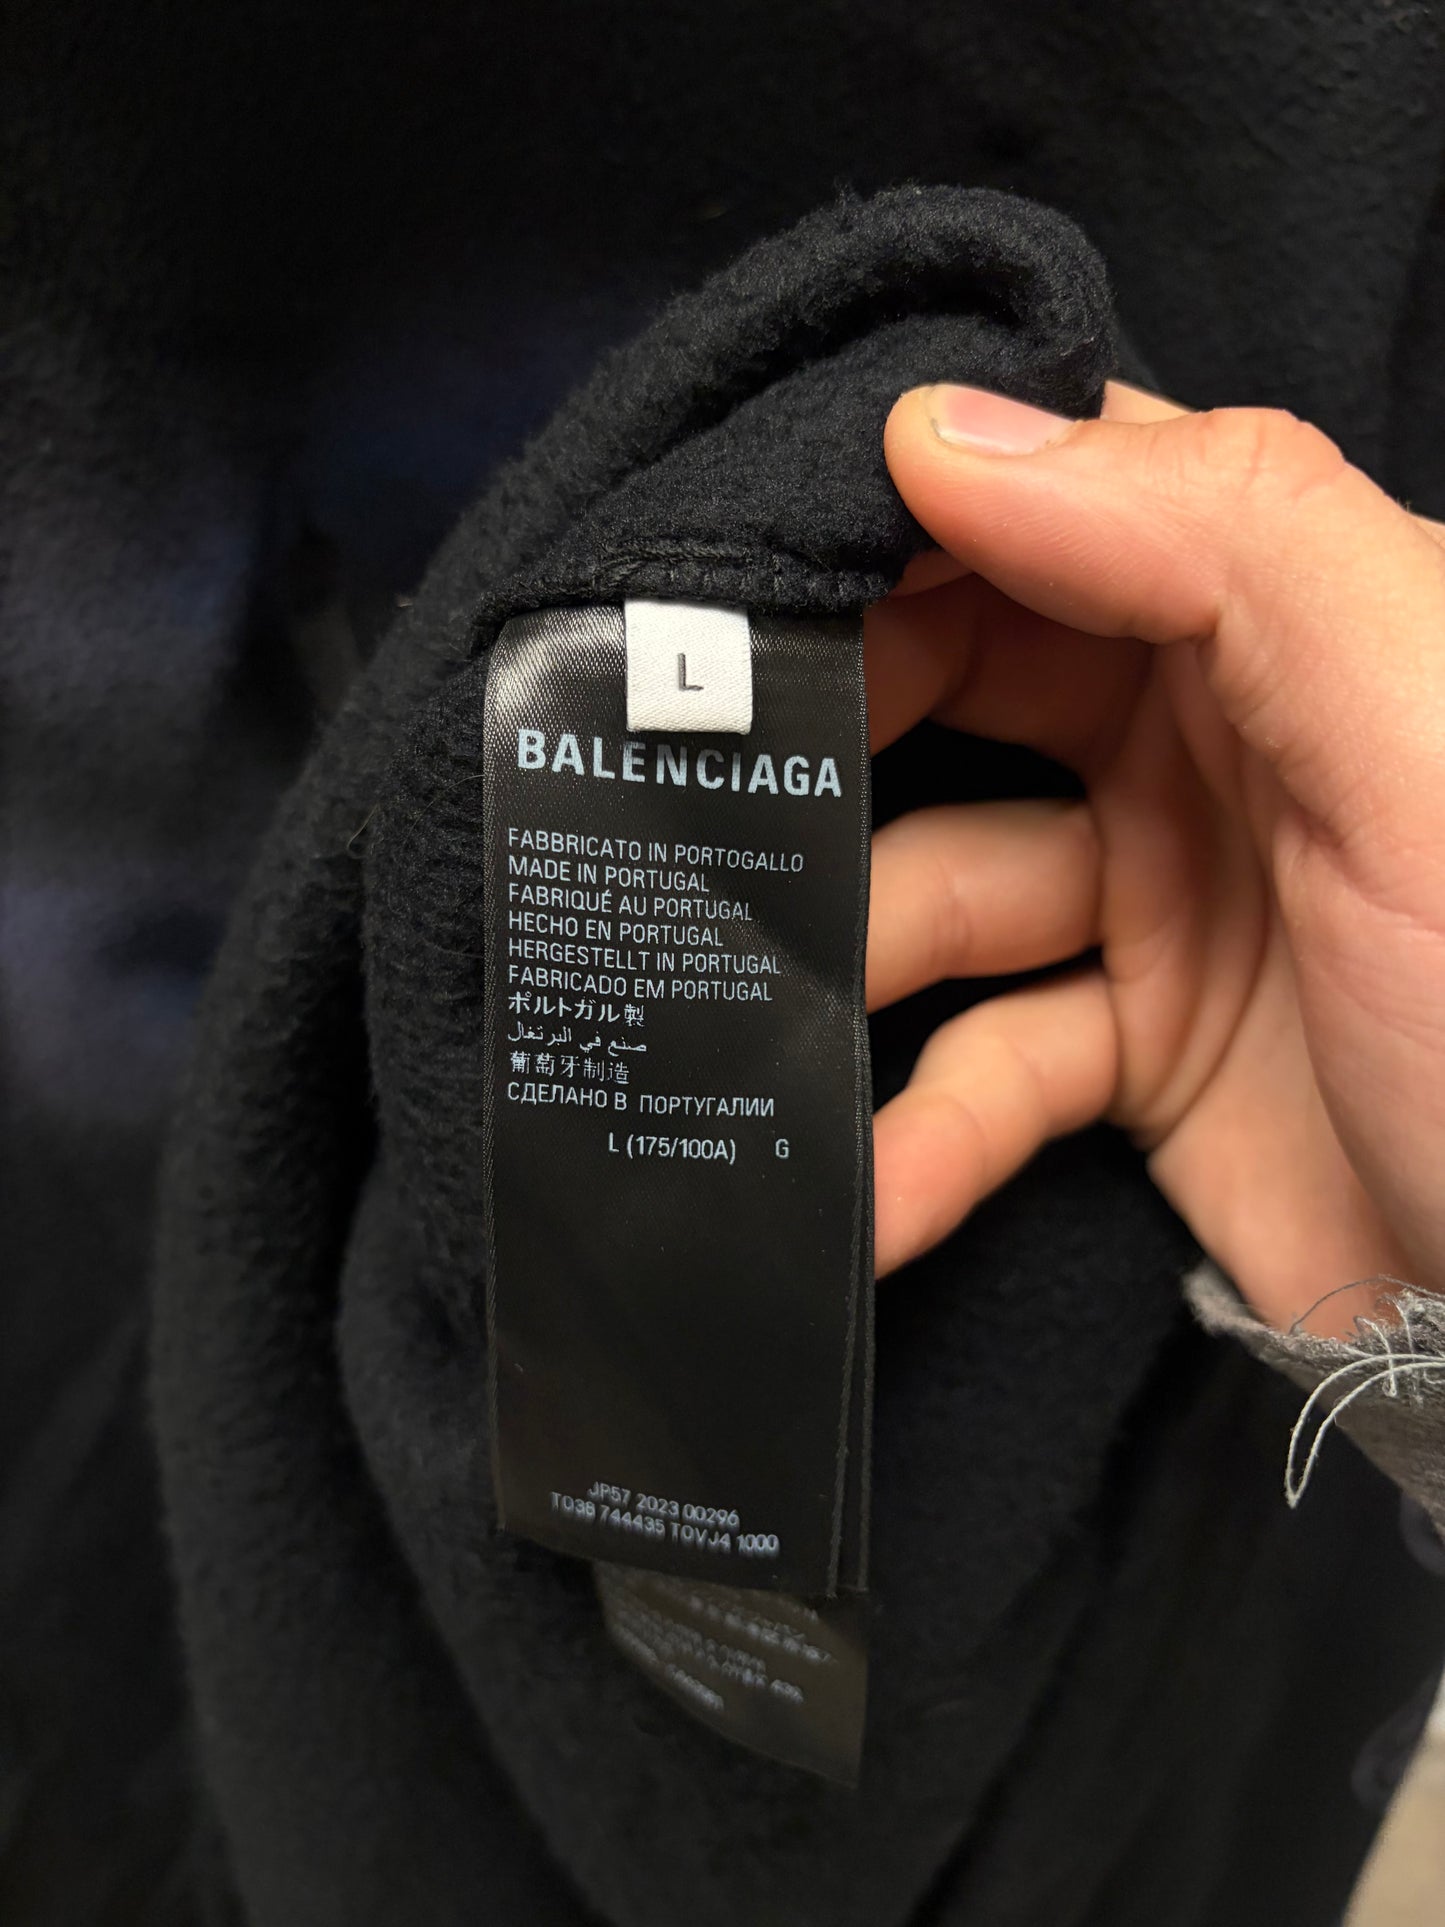 L
BALENCIAGA
FABBRICATO IN PORTOGALLO
MADE IN PORTUGAL
FABRIQUÉ AU PORTUGAL
HECHO EN PORTUGAL
HERGESTELLT IN PORTUGAL
FABRICADO EM PORTUGAL
ポルトガル製
صنع في البرتغال
葡萄牙制造
СДЕЛАНО В ПОРТУГАЛИИ
L (175/100A) G
JP57 2023 00296
TO38 744435 TOVJ4 1000